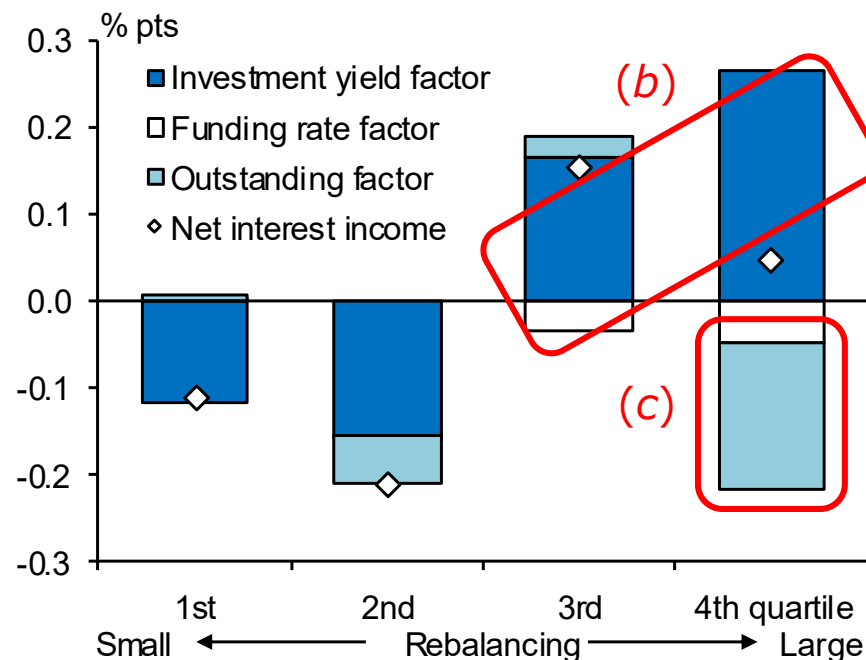 % pts
0.3
0.2
0.1
0.0
-0.1
-0.2
-0.3
Investment yield factor
Funding rate factor
Outstanding factor
Net interest income
(b)
(c)
1st 2nd 3rd 4th quartile
Small Rebalancing Large